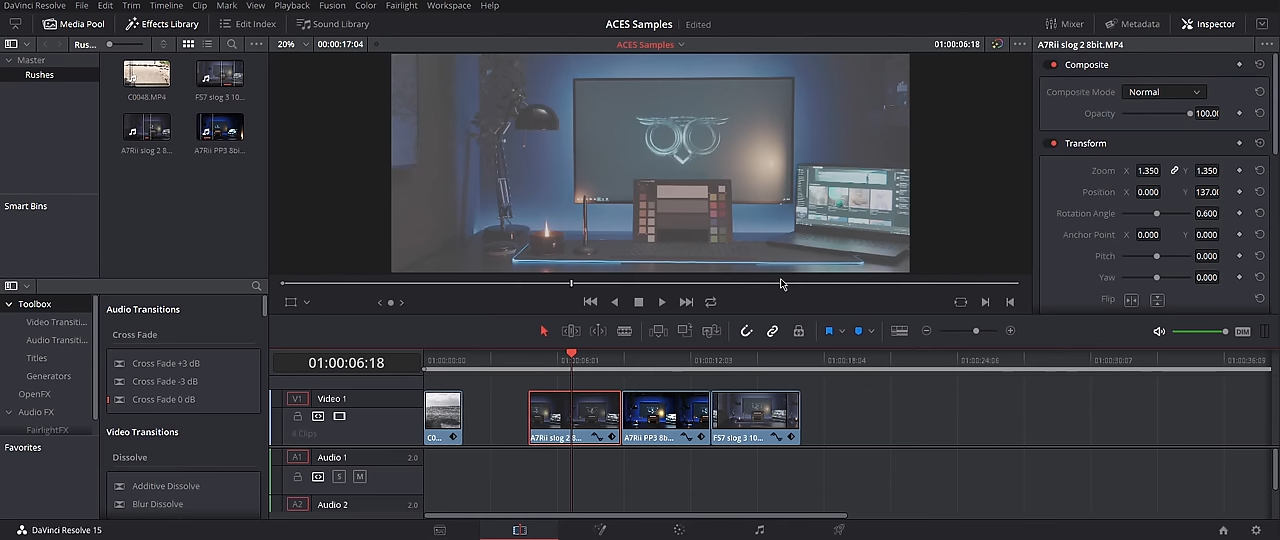 DaVinci Resolve File Edit Trim Timeline Clip Mark View Playback Fusion Color Fairlight Workspace Help
Media Pool Effects Library Edit Index Sound Library ACES Samples Edited Mixer Metadata Inspector
Rus... 20% 00:00:17:04 ACES Samples 01:00:06:18 A7Rii slog 2 8bit.MP4
Master
Rushes
C0048.MP4 FS7 slog 3 10...
A7Rii slog 2 8... A7Rii PP3 8bi...
Smart Bins
Composite
Composite Mode Normal
Opacity 100.0
Transform
Zoom X 1.350 Y 1.350
Position X 0.000 Y 137.0
Rotation Angle 0.600
Anchor Point X 0.000 Y 0.000
Pitch 0.000
Yaw 0.000
Flip
Toolbox
Video Transiti...
Audio Transiti...
Titles
Generators
OpenFX
Audio FX
FairlightFX
Favorites
Audio Transitions
Cross Fade
Cross Fade +3 dB
Cross Fade -3 dB
Cross Fade 0 dB
Video Transitions
Dissolve
Additive Dissolve
Blur Dissolve
DIM
01:00:06:18 01:00:00:00 01:00:06:01 01:00:12:03 01:00:18:04 01:00:24:06 01:00:30:07 01:00:36:09
V1 Video 1
4 Clips
C0... A7Rii slog 2 8... A7Rii PP3 8b... FS7 slog 3 10...
A1 Audio 1 2.0
S M
A2 Audio 2 2.0
DaVinci Resolve 15